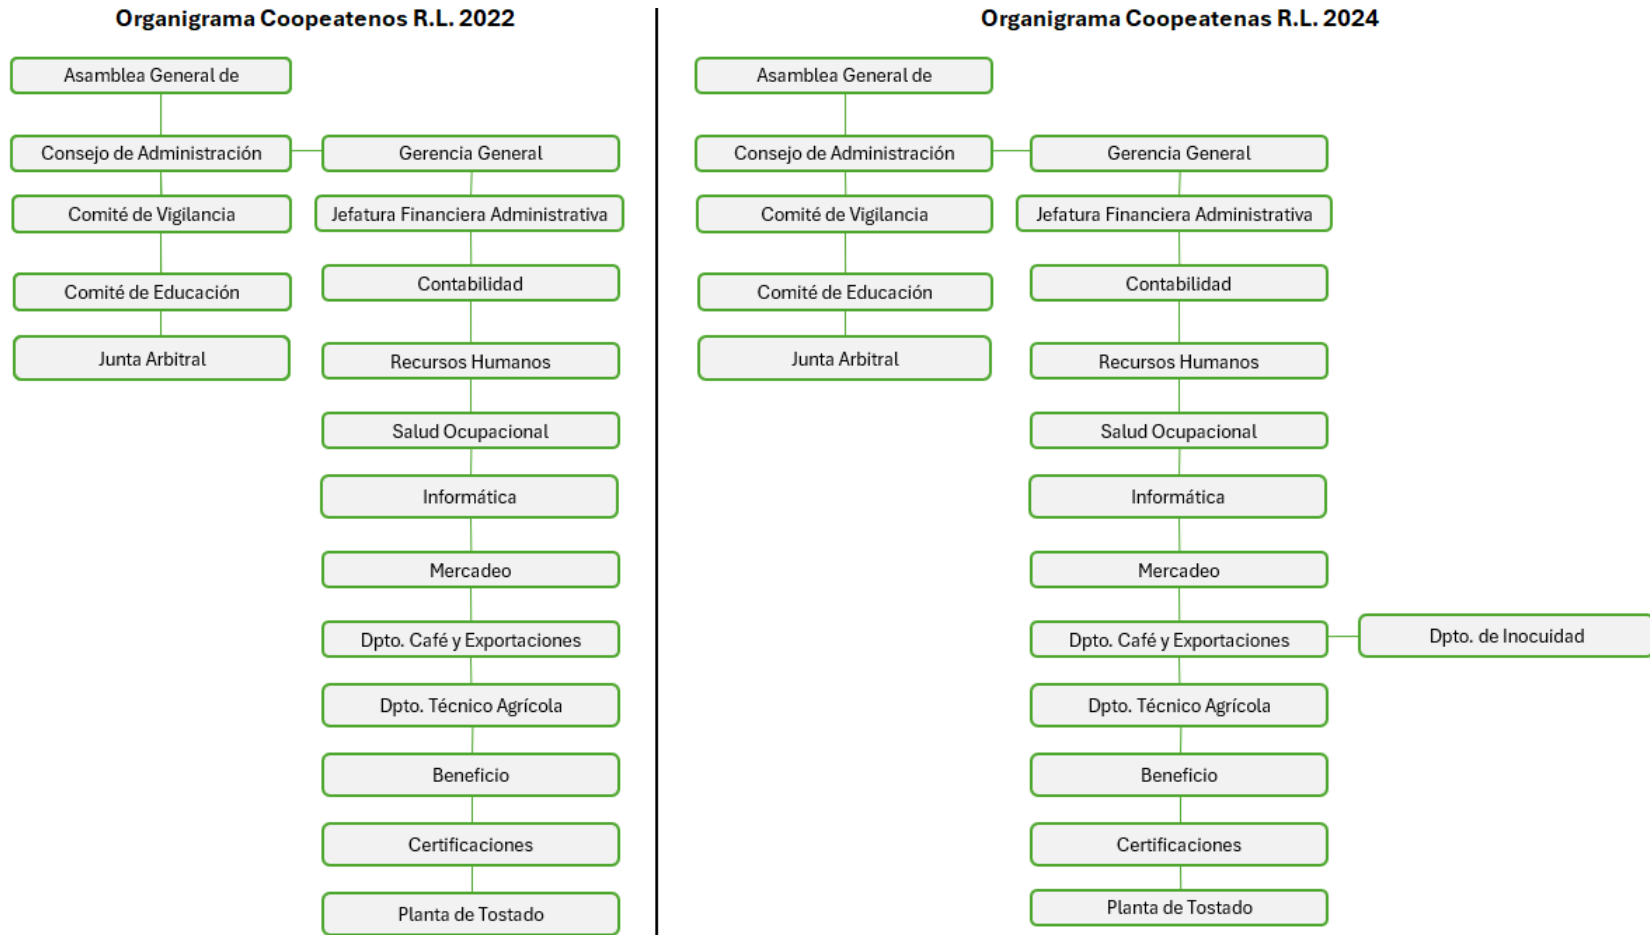 Organigrama Coopeatenos R.L. 2022
Asamblea General de
Consejo de Administración
Gerencia General
Comité de Vigilancia
Jefatura Financiera Administrativa
Comité de Educación
Contabilidad
Junta Arbitral
Recursos Humanos
Salud Ocupacional
Informática
Mercadeo
Dpto. Café y Exportaciones
Dpto. Técnico Agrícola
Beneficio
Certificaciones
Planta de Tostado
Organigrama Coopeatenas R.L. 2024
Asamblea General de
Consejo de Administración
Gerencia General
Comité de Vigilancia
Jefatura Financiera Administrativa
Comité de Educación
Contabilidad
Junta Arbitral
Recursos Humanos
Salud Ocupacional
Informática
Mercadeo
Dpto. Café y Exportaciones
Dpto. de Inocuidad
Dpto. Técnico Agrícola
Beneficio
Certificaciones
Planta de Tostado